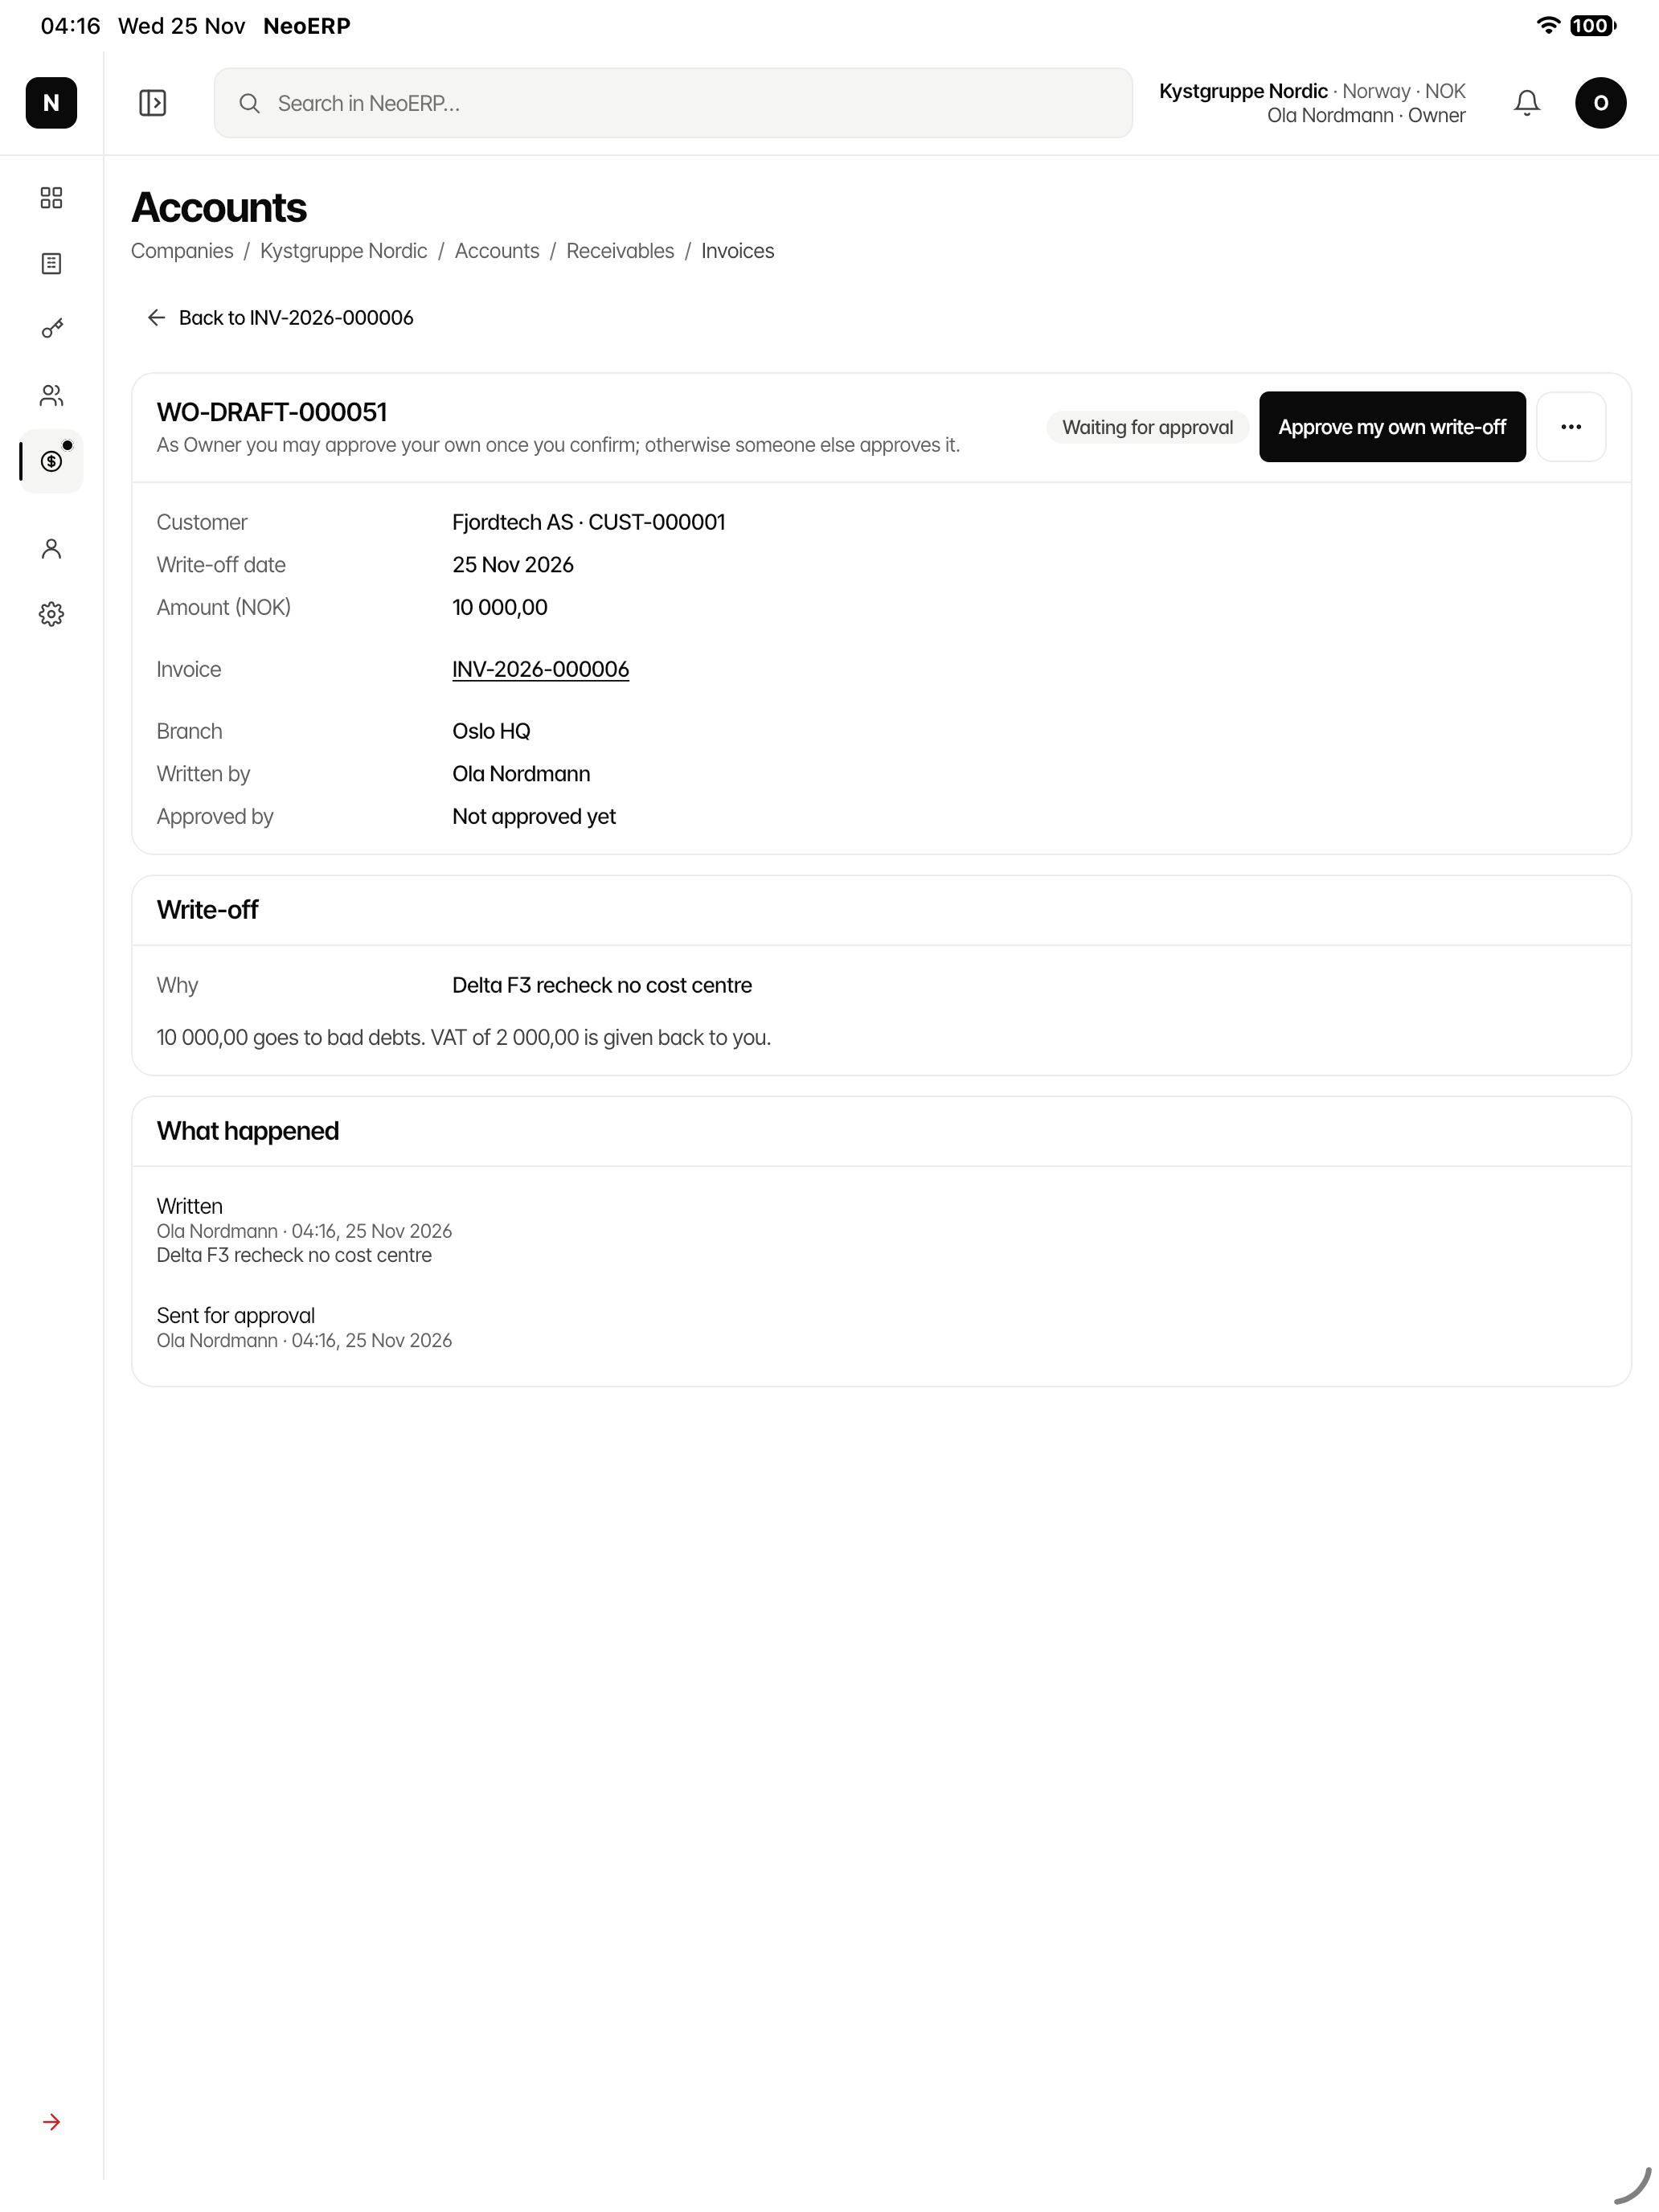 04:16 Wed 25 Nov NeoERP
100
N
Search in NeoERP...
Kystgruppe Nordic · Norway · NOK
Ola Nordmann · Owner
O
Accounts
Companies / Kystgruppe Nordic / Accounts / Receivables / Invoices
Back to INV-2026-000006
WO-DRAFT-000051
As Owner you may approve your own once you confirm; otherwise someone else approves it.
Waiting for approval
Approve my own write-off
Customer Fjordtech AS · CUST-000001
Write-off date 25 Nov 2026
Amount (NOK) 10 000,00
Invoice INV-2026-000006
Branch Oslo HQ
Written by Ola Nordmann
Approved by Not approved yet
Write-off
Why Delta F3 recheck no cost centre
10 000,00 goes to bad debts. VAT of 2 000,00 is given back to you.
What happened
Written
Ola Nordmann · 04:16, 25 Nov 2026
Delta F3 recheck no cost centre
Sent for approval
Ola Nordmann · 04:16, 25 Nov 2026